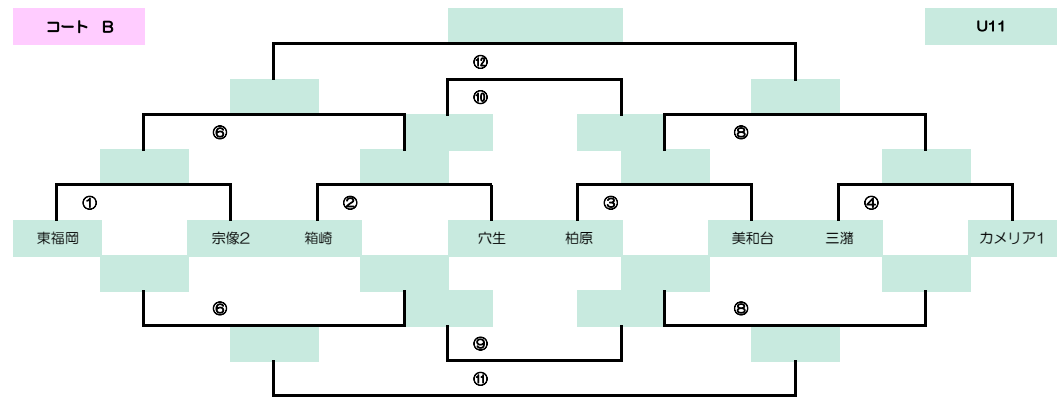 コート B
U11
⑫
⑩
⑥ ⑧
① ② ③ ④
東福岡 宗像2 箱崎 穴生 柏原 美和台 三潴 カメリア1
⑥ ⑧
⑨
⑪